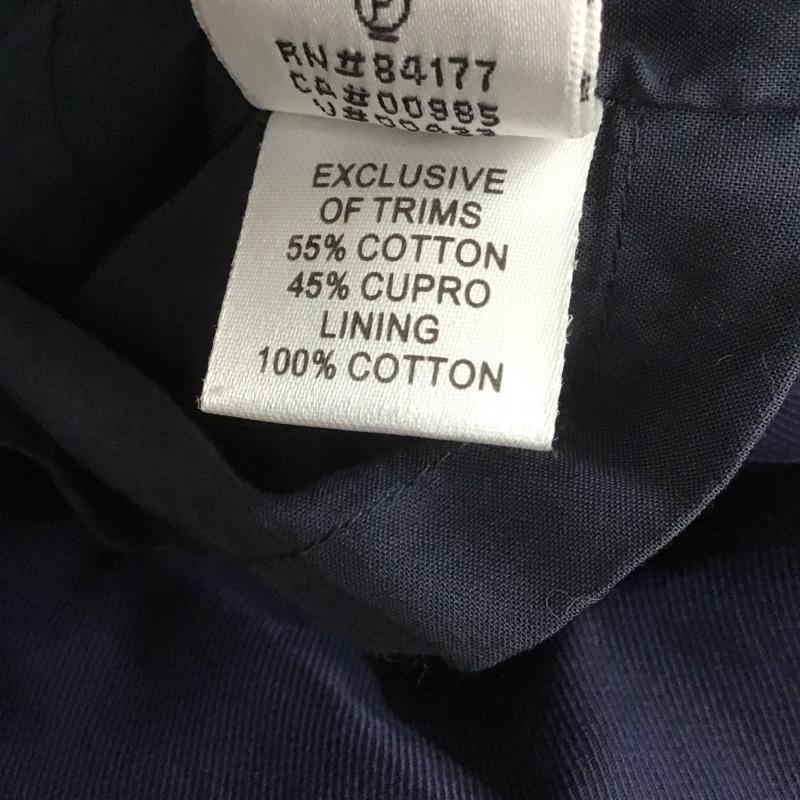 P
RN#84177
CA#00985
EXCLUSIVE
OF TRIMS
55% COTTON
45% CUPRO
LINING
100% COTTON